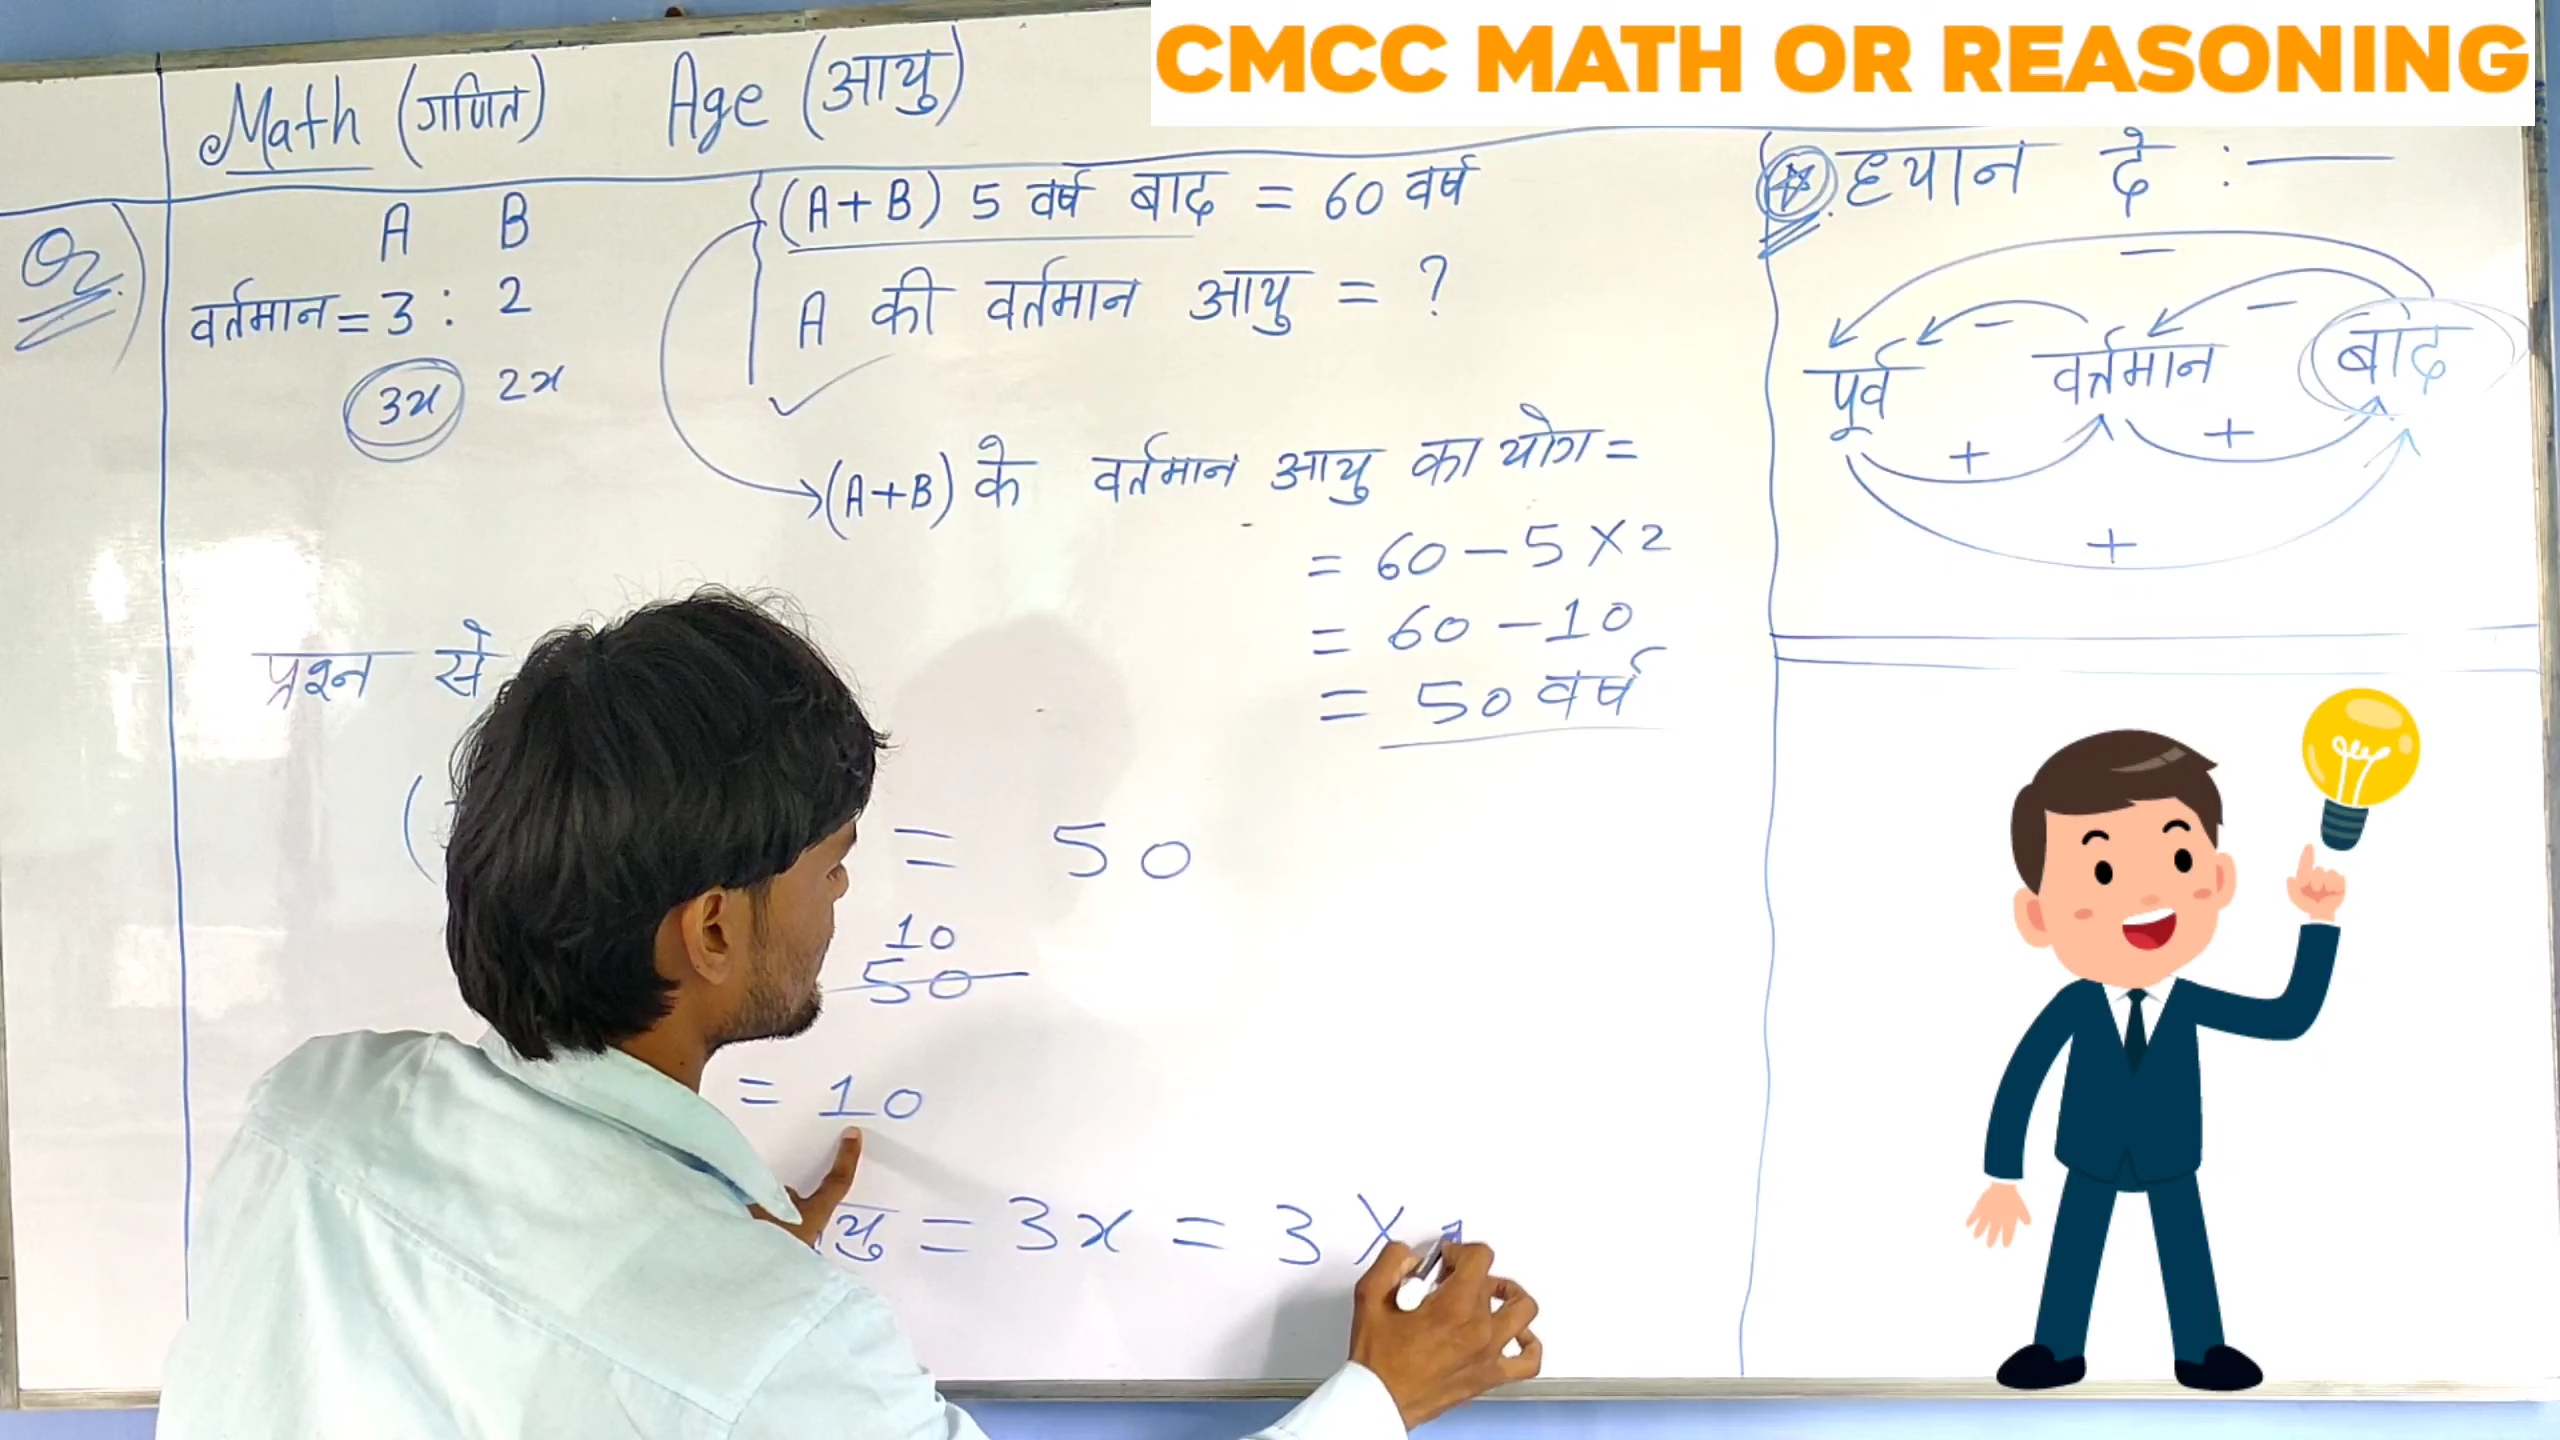 CMCC MATH OR REASONING
Math (गणित) Age (आयु)
A B
वर्तमान = 3 : 2
3x 2x
(A+B) 5 वर्ष बाद = 60 वर्ष
A की वर्तमान आयु = ?
(A+B) के वर्तमान आयु का योग =
= 60 - 5 X 2
= 60 - 10
= 50 वर्ष
प्रश्न से
= 50
10
50
= 10
यु = 3x = 3 X
ध्यान दे :—
− − −
पूर्व वर्तमान बाद
+ +
+